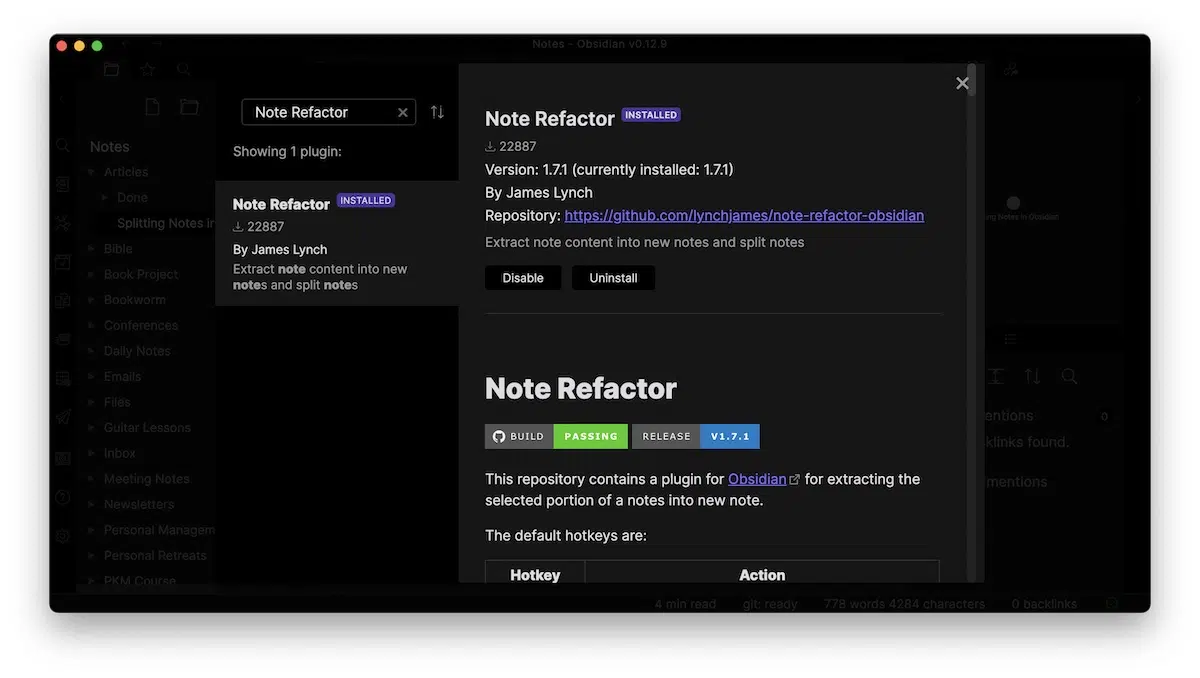 Notes - Obsidian v0.12.9
Notes
Articles
Done
Splitting Notes in
Bible
Book Project
Bookworm
Conferences
Daily Notes
Emails
Files
Guitar Lessons
Inbox
Meeting Notes
Newsletters
Personal Managem
Personal Retreats
PKM Course
Note Refactor
Showing 1 plugin:
Note Refactor INSTALLED
22887
By James Lynch
Extract note content into new
notes and split notes
Note Refactor INSTALLED
22887
Version: 1.7.1 (currently installed: 1.7.1)
By James Lynch
Repository: https://github.com/lynchjames/note-refactor-obsidian
Extract note content into new notes and split notes
Disable Uninstall
Note Refactor
BUILD PASSING RELEASE V1.7.1
This repository contains a plugin for Obsidian for extracting the
selected portion of a notes into new note.
The default hotkeys are:
Hotkey Action
ng Notes in Obsidian
entions 0
klinks found.
mentions
4 min read git: ready 778 words 4284 characters 0 backlinks